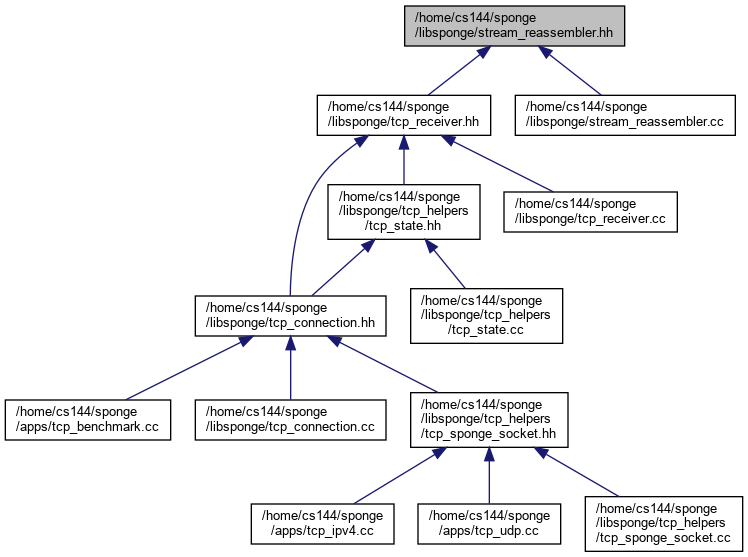 /home/cs144/sponge
/libsponge/stream_reassembler.hh
/home/cs144/sponge
/libsponge/tcp_receiver.hh
/home/cs144/sponge
/libsponge/stream_reassembler.cc
/home/cs144/sponge
/libsponge/tcp_helpers
/tcp_state.hh
/home/cs144/sponge
/libsponge/tcp_receiver.cc
/home/cs144/sponge
/libsponge/tcp_connection.hh
/home/cs144/sponge
/libsponge/tcp_helpers
/tcp_state.cc
/home/cs144/sponge
/apps/tcp_benchmark.cc
/home/cs144/sponge
/libsponge/tcp_connection.cc
/home/cs144/sponge
/libsponge/tcp_helpers
/tcp_sponge_socket.hh
/home/cs144/sponge
/apps/tcp_ipv4.cc
/home/cs144/sponge
/apps/tcp_udp.cc
/home/cs144/sponge
/libsponge/tcp_helpers
/tcp_sponge_socket.cc